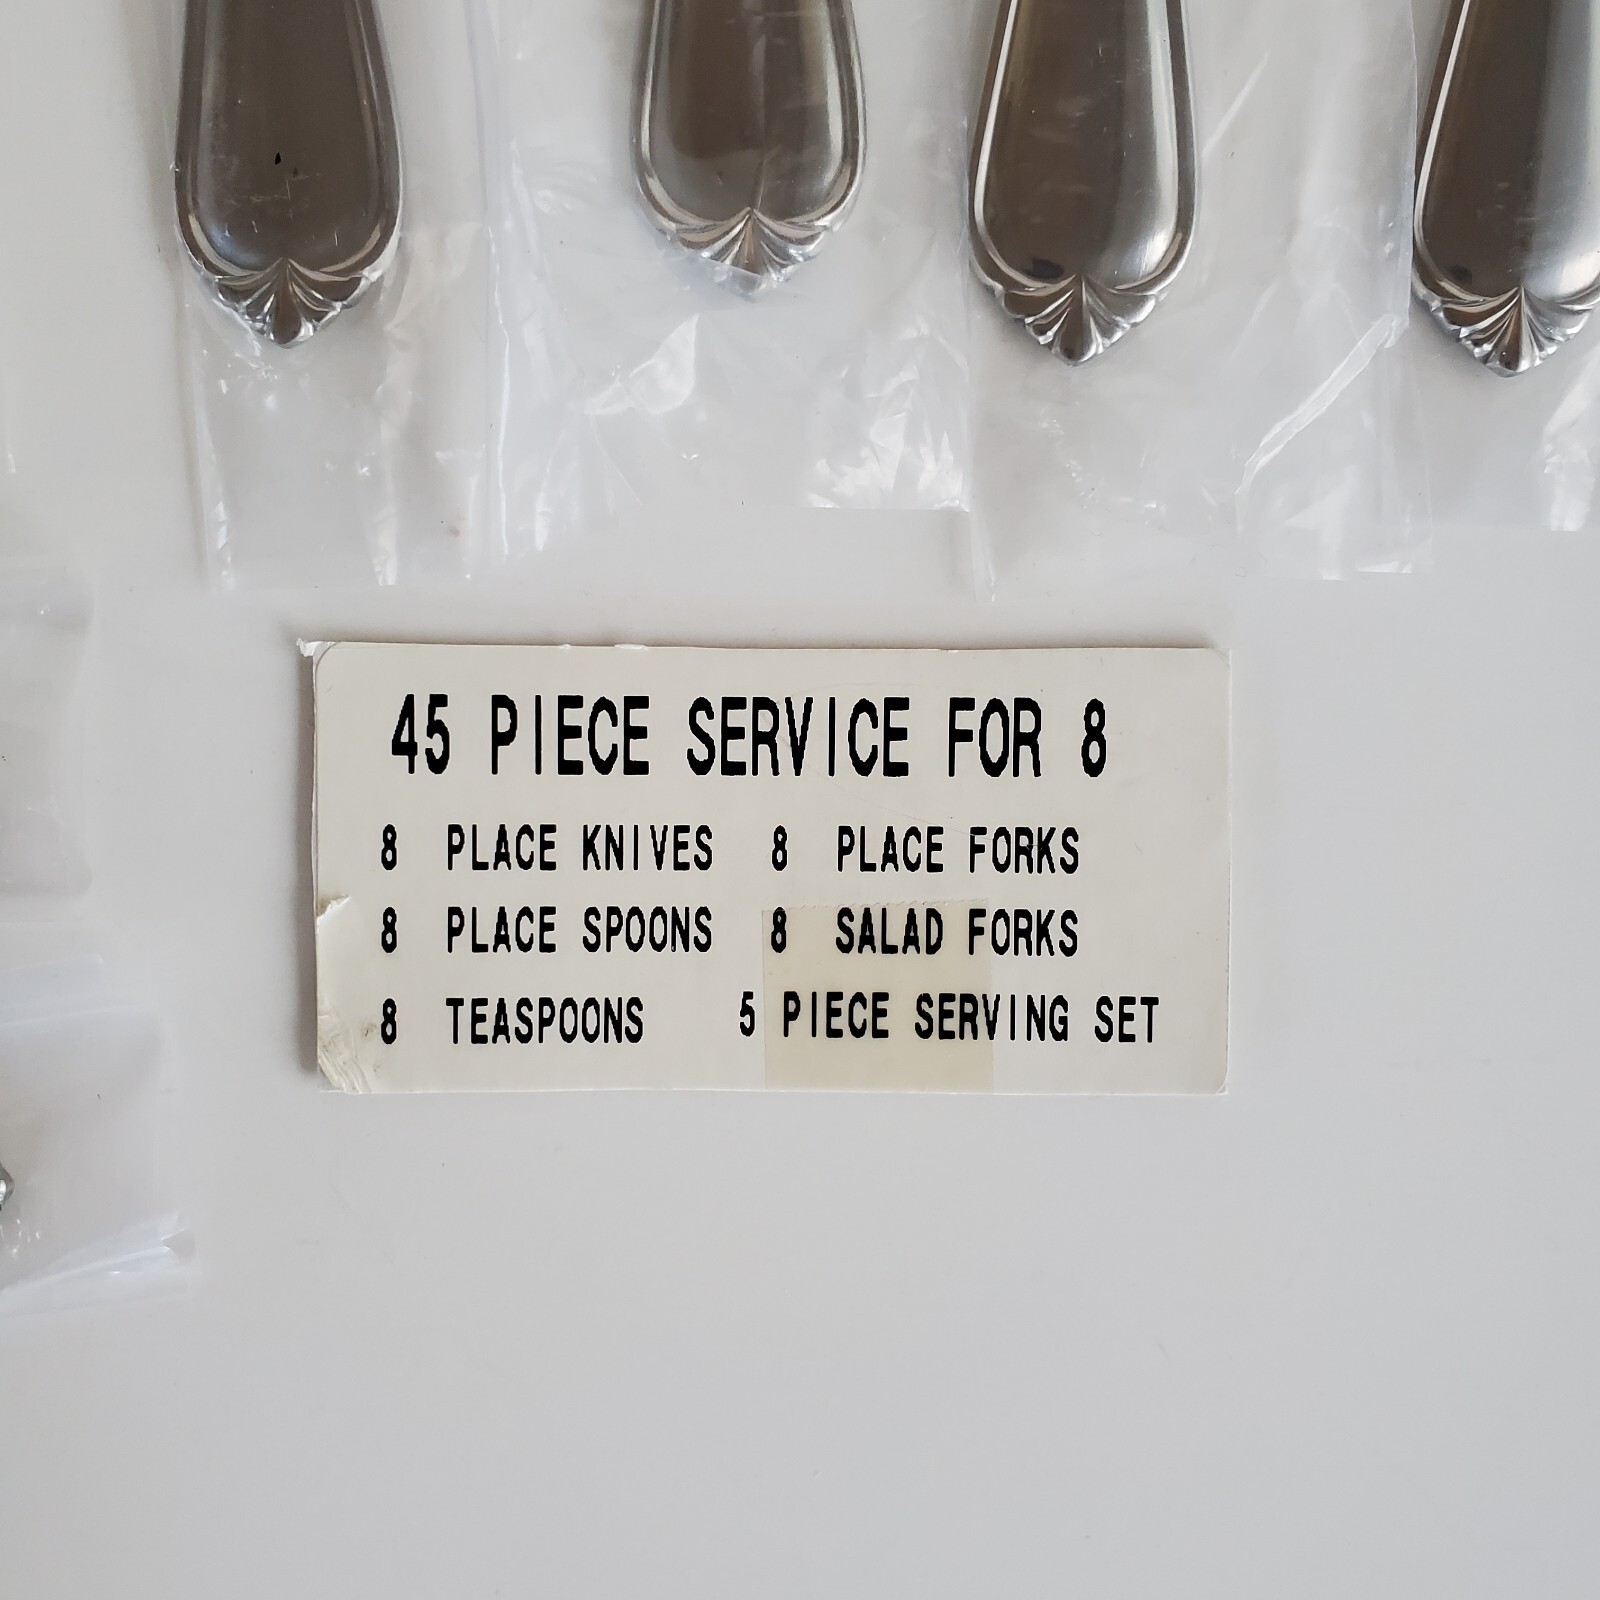 45 PIECE SERVICE FOR 8
8 PLACE KNIVES 8 PLACE FORKS
8 PLACE SPOONS 8 SALAD FORKS
8 TEASPOONS 5 PIECE SERVING SET